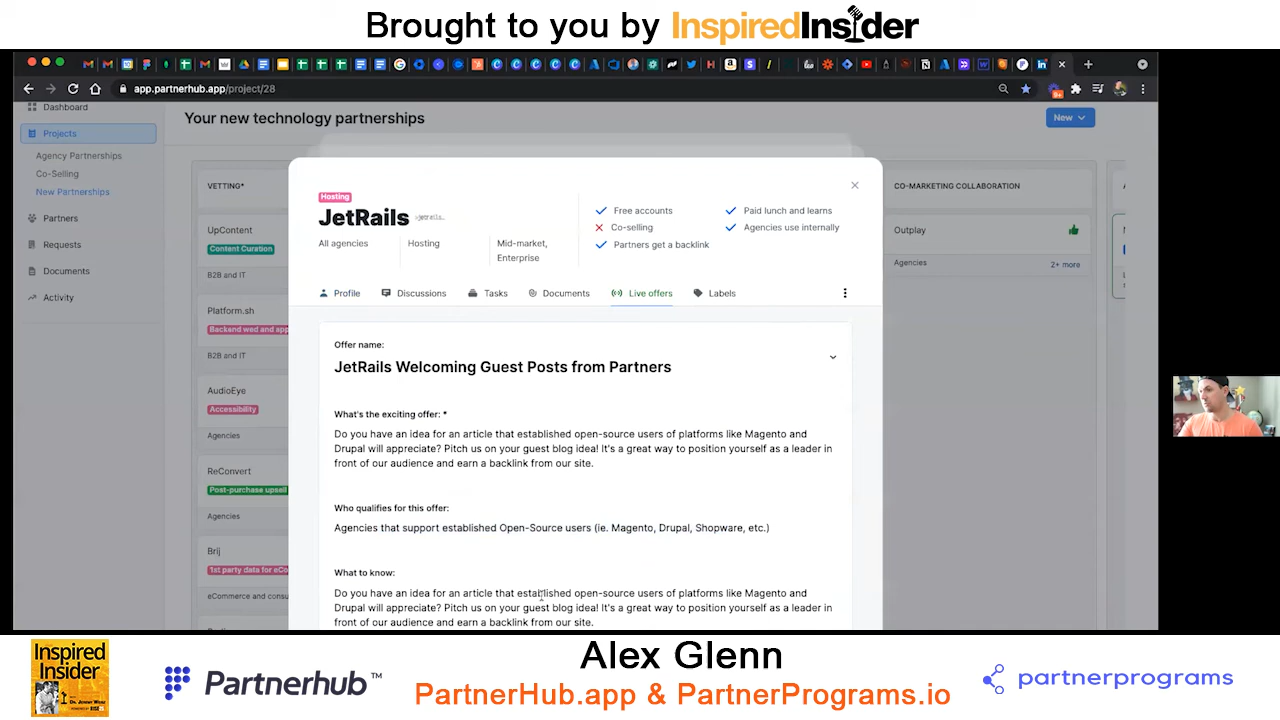 Brought to you by InspiredInsider
app.partnerhub.app/project/28
Dashboard
Projects
Agency Partnerships
Co-Selling
New Partnerships
Partners
Requests
Documents
Activity
Your new technology partnerships
New
VETTING*
UpContent
Content Curation
B2B and IT
Platform.sh
Backend wed and app
B2B and IT
AudioEye
Accessibility
Agencies
ReConvert
Post-purchase upsell
Agencies
Brij
1st party data for eCo
eCommerce and consu
Hosting
JetRails
All agencies
Hosting
Mid-market,
Enterprise
Free accounts
Co-selling
Partners get a backlink
Paid lunch and learns
Agencies use internally
Profile
Discussions
Tasks
Documents
Live offers
Labels
Offer name:
JetRails Welcoming Guest Posts from Partners
What's the exciting offer: *
Do you have an idea for an article that established open-source users of platforms like Magento and
Drupal will appreciate? Pitch us on your guest blog idea! It's a great way to position yourself as a leader in
front of our audience and earn a backlink from our site.
Who qualifies for this offer:
Agencies that support established Open-Source users (ie. Magento, Drupal, Shopware, etc.)
What to know:
Do you have an idea for an article that established open-source users of platforms like Magento and
Drupal will appreciate? Pitch us on your guest blog idea! It's a great way to position yourself as a leader in
front of our audience and earn a backlink from our site.
CO-MARKETING COLLABORATION
Outplay
Agencies
2+ more
Inspired
Insider
Partnerhub™
Alex Glenn
PartnerHub.app & PartnerPrograms.io
partnerprograms